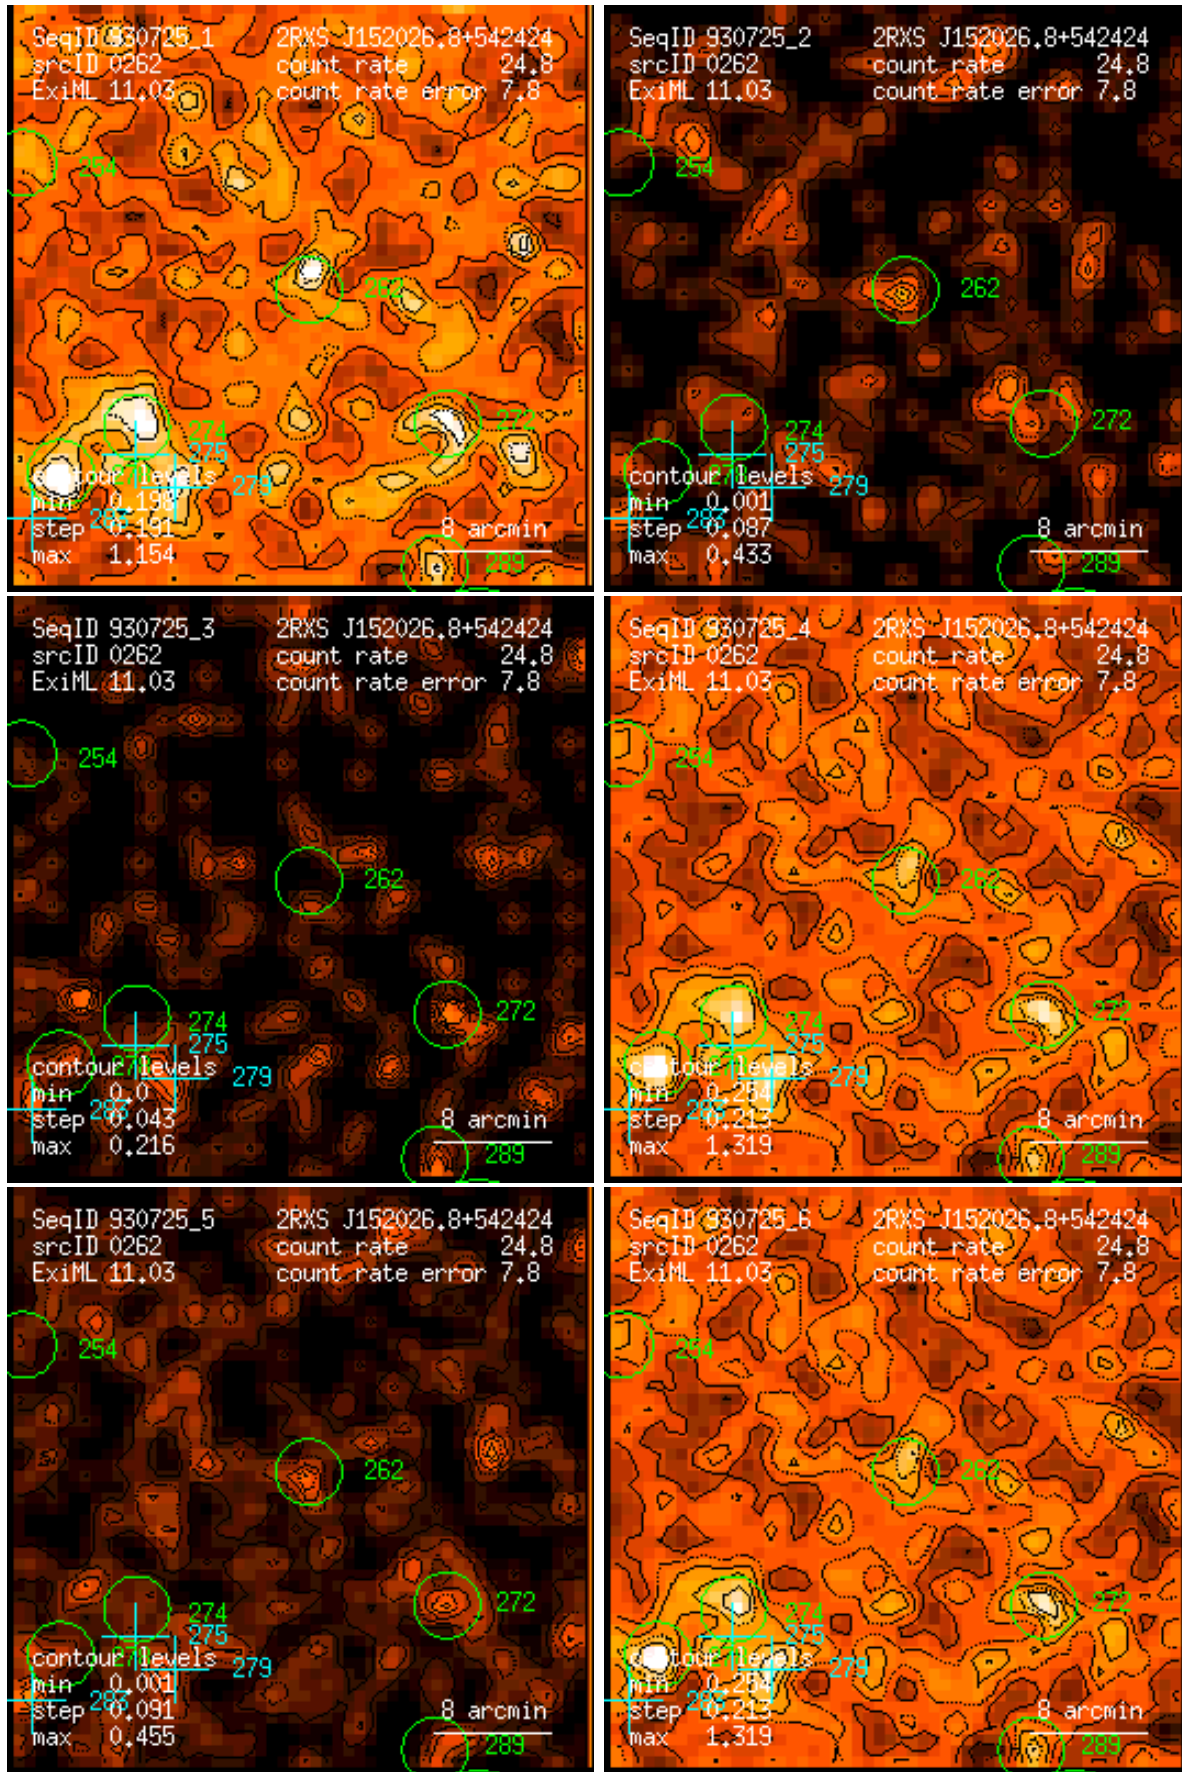 SeqID 930725_1 2RXS J152026.8+542424
srcID 0262 count rate 24.8
ExiML 11.03 count rate error 7.8
254
262
272
274
275
279
contour levels
min 0.198
step 0.191 8 arcmin
max 1.154 289
SeqID 930725_2 2RXS J152026.8+542424
srcID 0262 count rate 24.8
ExiML 11.03 count rate error 7.8
254
262
272
274
275
279
contour levels
min 0.001
step 0.087 8 arcmin
max 0.433 289
SeqID 930725_3 2RXS J152026.8+542424
srcID 0262 count rate 24.8
ExiML 11.03 count rate error 7.8
254
262
272
274
275
279
contour levels
min 0.0
step 0.043 8 arcmin
max 0.216 289
SeqID 930725_4 2RXS J152026.8+542424
srcID 0262 count rate 24.8
ExiML 11.03 count rate error 7.8
254
262
272
274
275
279
contour levels
min 0.254
step 0.213 8 arcmin
max 1.319 289
SeqID 930725_5 2RXS J152026.8+542424
srcID 0262 count rate 24.8
ExiML 11.03 count rate error 7.8
254
262
272
274
275
279
contour levels
min 0.001
step 0.091 8 arcmin
max 0.455 289
SeqID 930725_6 2RXS J152026.8+542424
srcID 0262 count rate 24.8
ExiML 11.03 count rate error 7.8
254
262
272
274
275
279
contour levels
min 0.254
step 0.213 8 arcmin
max 1.319 289